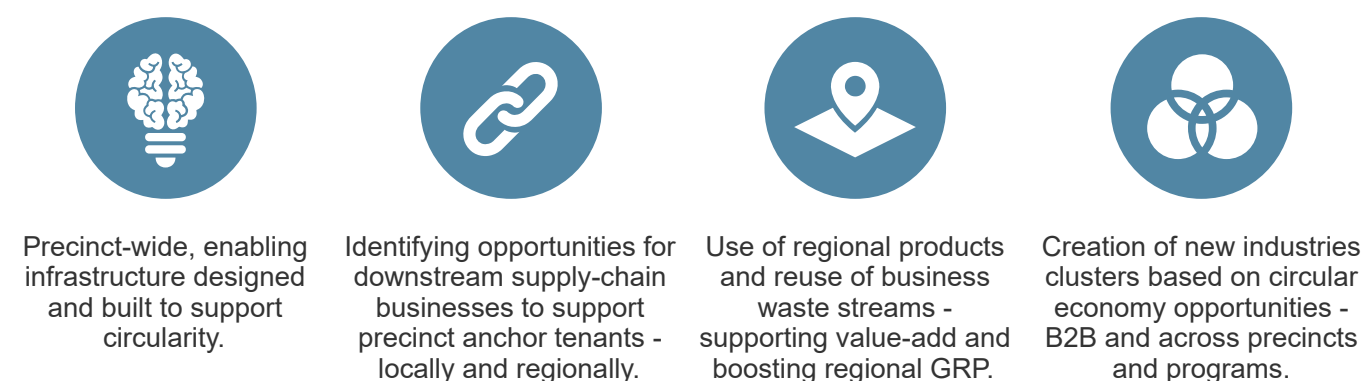 Precinct-wide, enabling
infrastructure designed
and built to support
circularity.
Identifying opportunities for
downstream supply-chain
businesses to support
precinct anchor tenants -
locally and regionally.
Use of regional products
and reuse of business
waste streams -
supporting value-add and
boosting regional GRP.
Creation of new industries
clusters based on circular
economy opportunities -
B2B and across precincts
and programs.